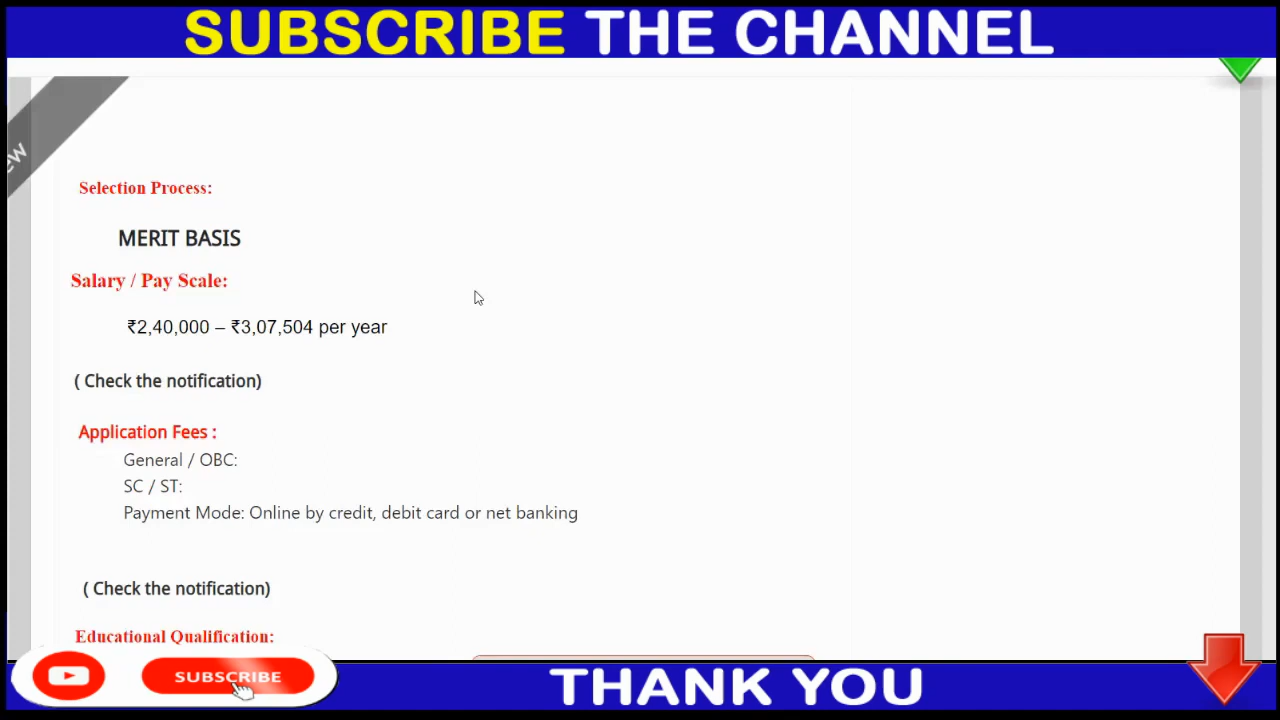 SUBSCRIBE THE CHANNEL
Selection Process:
MERIT BASIS
Salary / Pay Scale:
₹2,40,000 – ₹3,07,504 per year
( Check the notification)
Application Fees :
General / OBC:
SC / ST:
Payment Mode: Online by credit, debit card or net banking
( Check the notification)
Educational Qualification:
SUBSCRIBE
THANK YOU